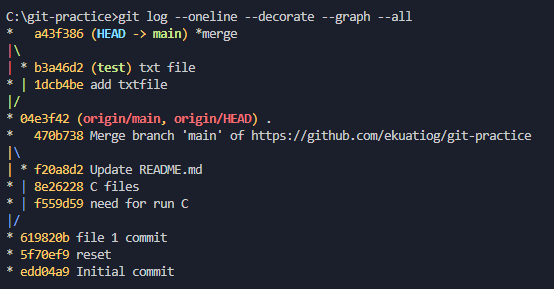 C:\git-practice>git log --oneline --decorate --graph --all
*   a43f386 (HEAD -> main) *merge
|\
| * b3a46d2 (test) txt file
* | 1dcb4be add txtfile
|/
* 04e3f42 (origin/main, origin/HEAD) .
*   470b738 Merge branch 'main' of https://github.com/ekuatiog/git-practice
|\
| * f20a8d2 Update README.md
* | 8e26228 C files
* | f559d59 need for run C
|/
* 619820b file 1 commit
* 5f70ef9 reset
* edd04a9 Initial commit